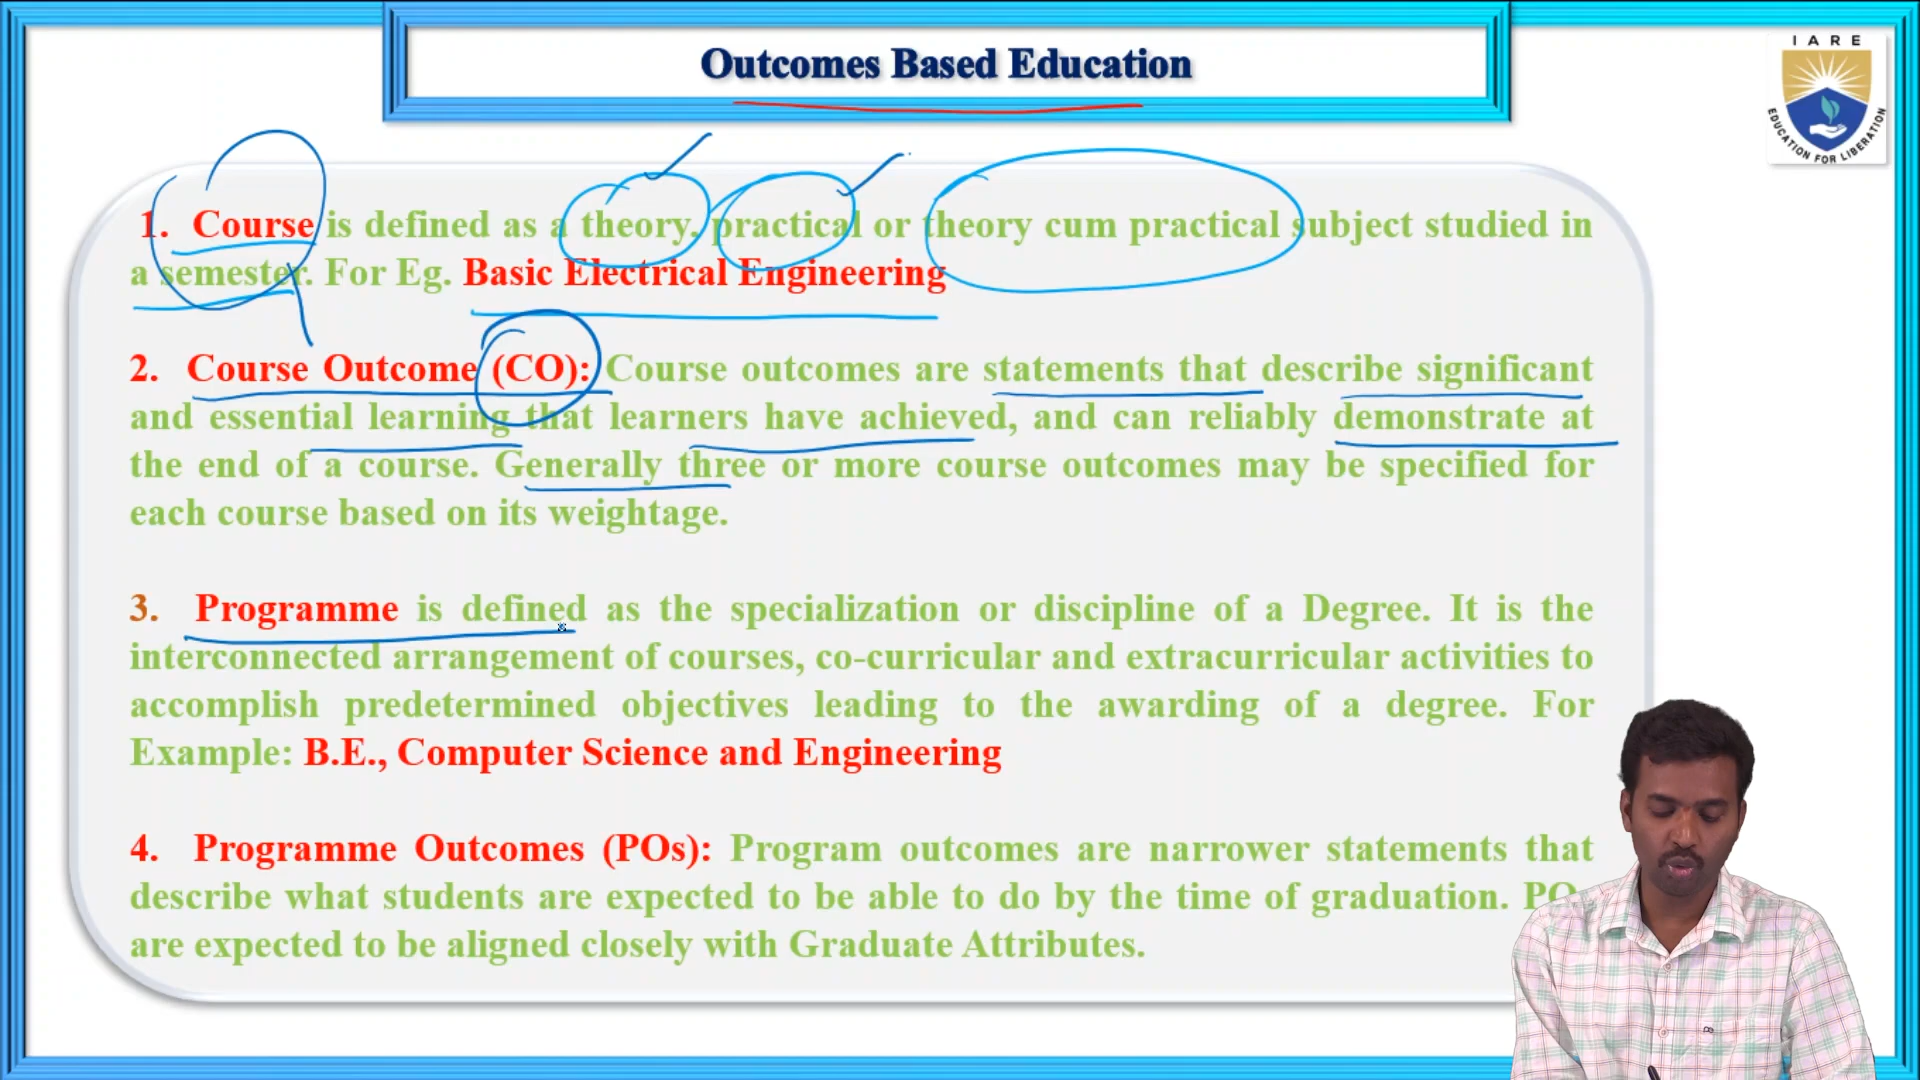 Outcomes Based Education
I A R E
EDUCATION FOR LIBERATION
1. Course is defined as a theory, practical or theory cum practical subject studied in
a semester. For Eg. Basic Electrical Engineering
2. Course Outcome (CO): Course outcomes are statements that describe significant
and essential learning that learners have achieved, and can reliably demonstrate at
the end of a course. Generally three or more course outcomes may be specified for
each course based on its weightage.
3. Programme is defined as the specialization or discipline of a Degree. It is the
interconnected arrangement of courses, co-curricular and extracurricular activities to
accomplish predetermined objectives leading to the awarding of a degree. For
Example: B.E., Computer Science and Engineering
4. Programme Outcomes (POs): Program outcomes are narrower statements that
describe what students are expected to be able to do by the time of graduation.
are expected to be aligned closely with Graduate Attributes.